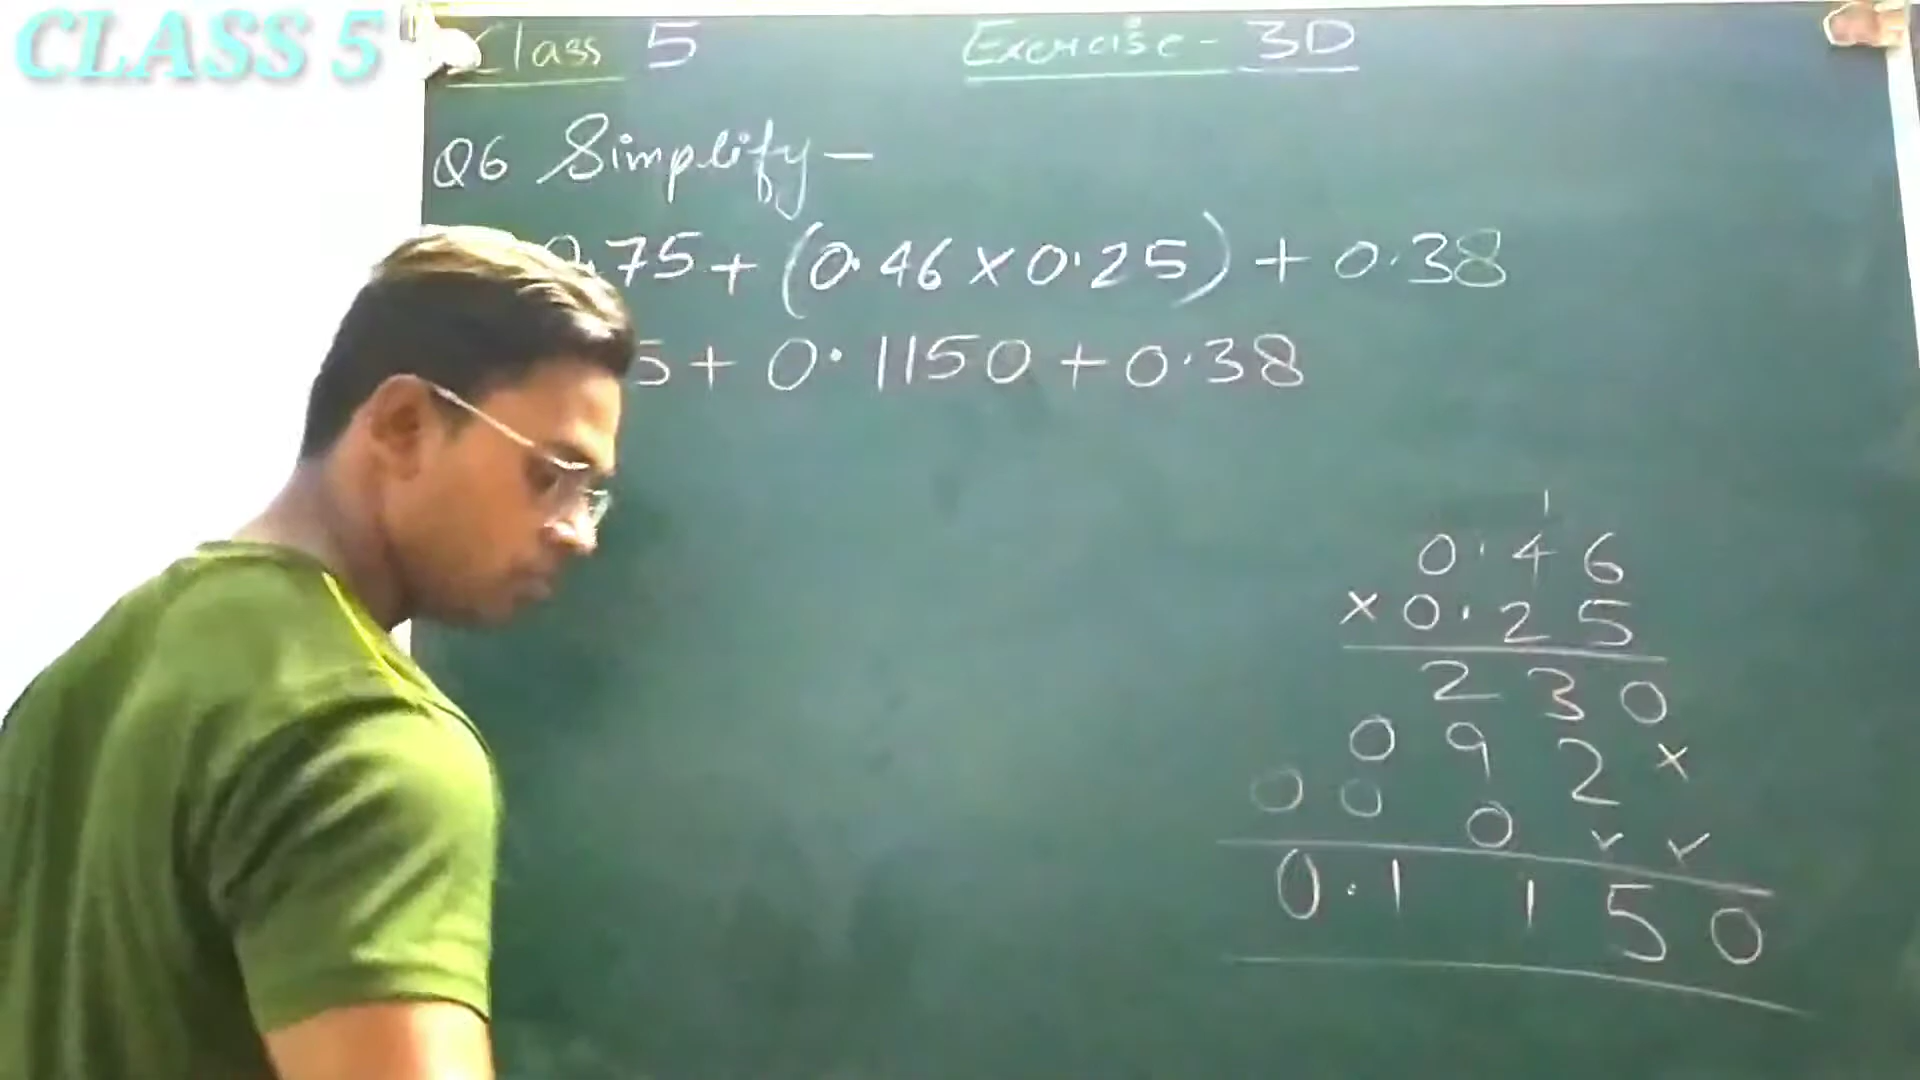 CLASS 5
Class 5 Exercise - 3D
Q6 Simplify -
0.75 + (0.46 × 0.25) + 0.38
5 + 0.1150 + 0.38
1
0.46
× 0.25
230
092×
000✓✓
0.1150